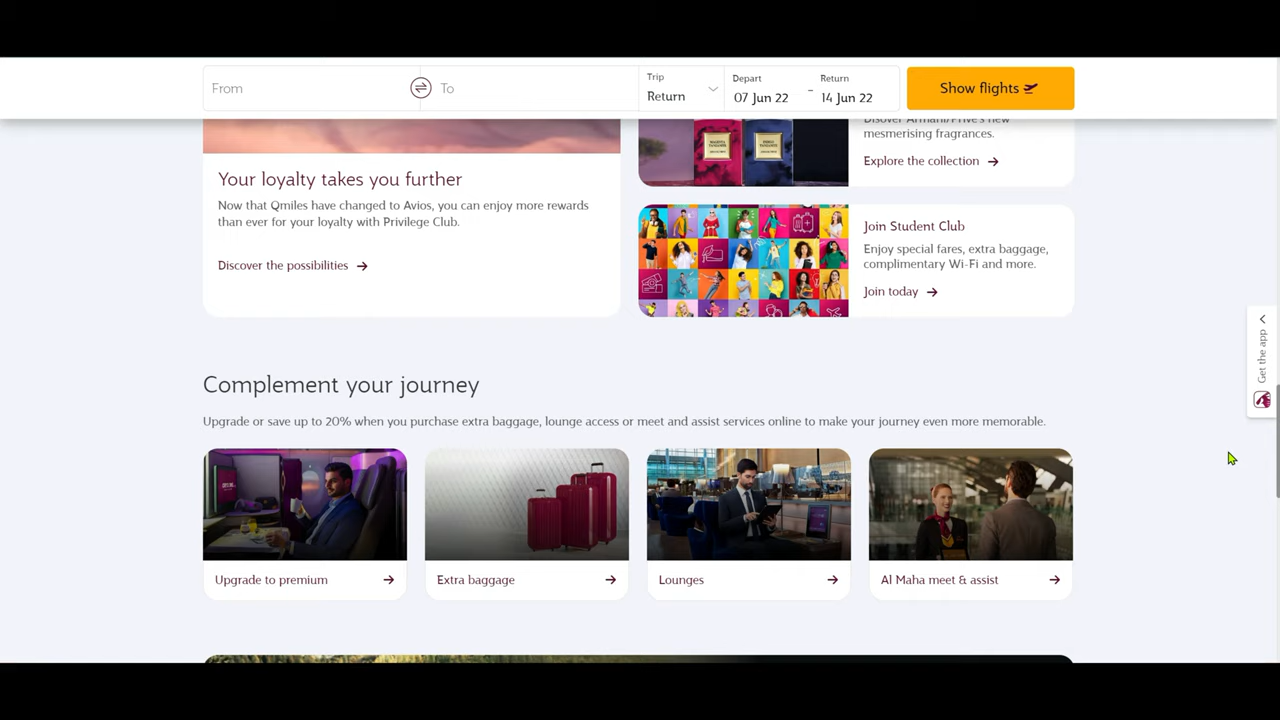 From
To
Trip
Return
Depart
07 Jun 22
-
Return
14 Jun 22
Show flights
mesmerising fragrances.
Explore the collection
Your loyalty takes you further
Now that Qmiles have changed to Avios, you can enjoy more rewards
than ever for your loyalty with Privilege Club.
Discover the possibilities
Join Student Club
Enjoy special fares, extra baggage,
complimentary Wi-Fi and more.
Join today
Get the app
Complement your journey
Upgrade or save up to 20% when you purchase extra baggage, lounge access or meet and assist services online to make your journey even more memorable.
Upgrade to premium
Extra baggage
Lounges
Al Maha meet & assist